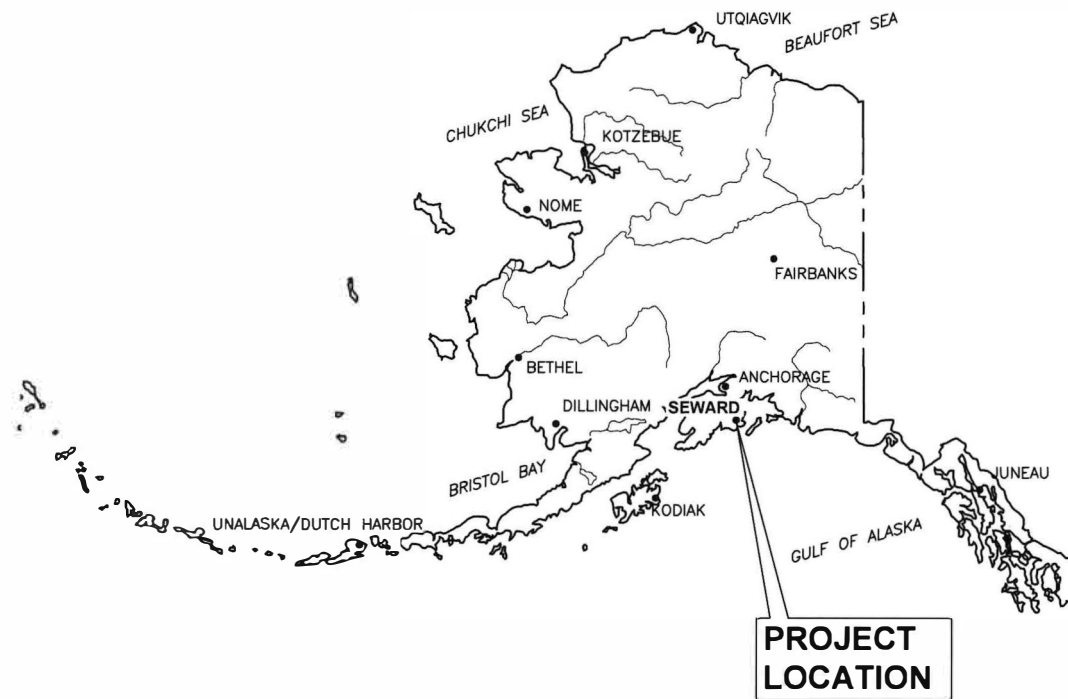 UTQIAGVIK
BEAUFORT SEA
CHUKCHI SEA
KOTZEBUE
NOME
FAIRBANKS
BETHEL
ANCHORAGE
DILLINGHAM
SEWARD
BRISTOL BAY
JUNEAU
KODIAK
UNALASKA/DUTCH HARBOR
GULF OF ALASKA
PROJECT
LOCATION